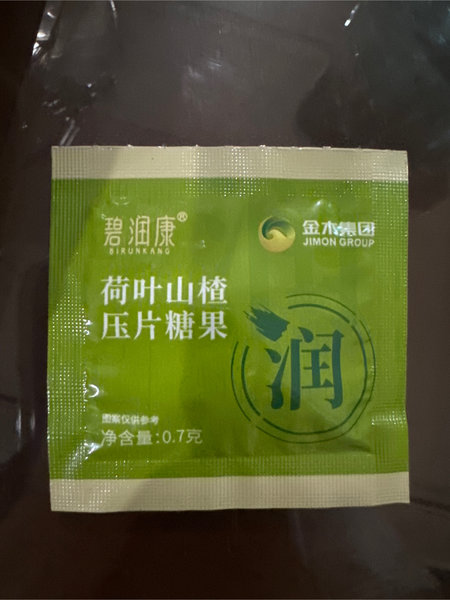 碧润康®
BIRUNKANG
金木集团
JIMON GROUP
荷叶山楂
压片糖果
润
图案仅供参考
净含量:0.7克